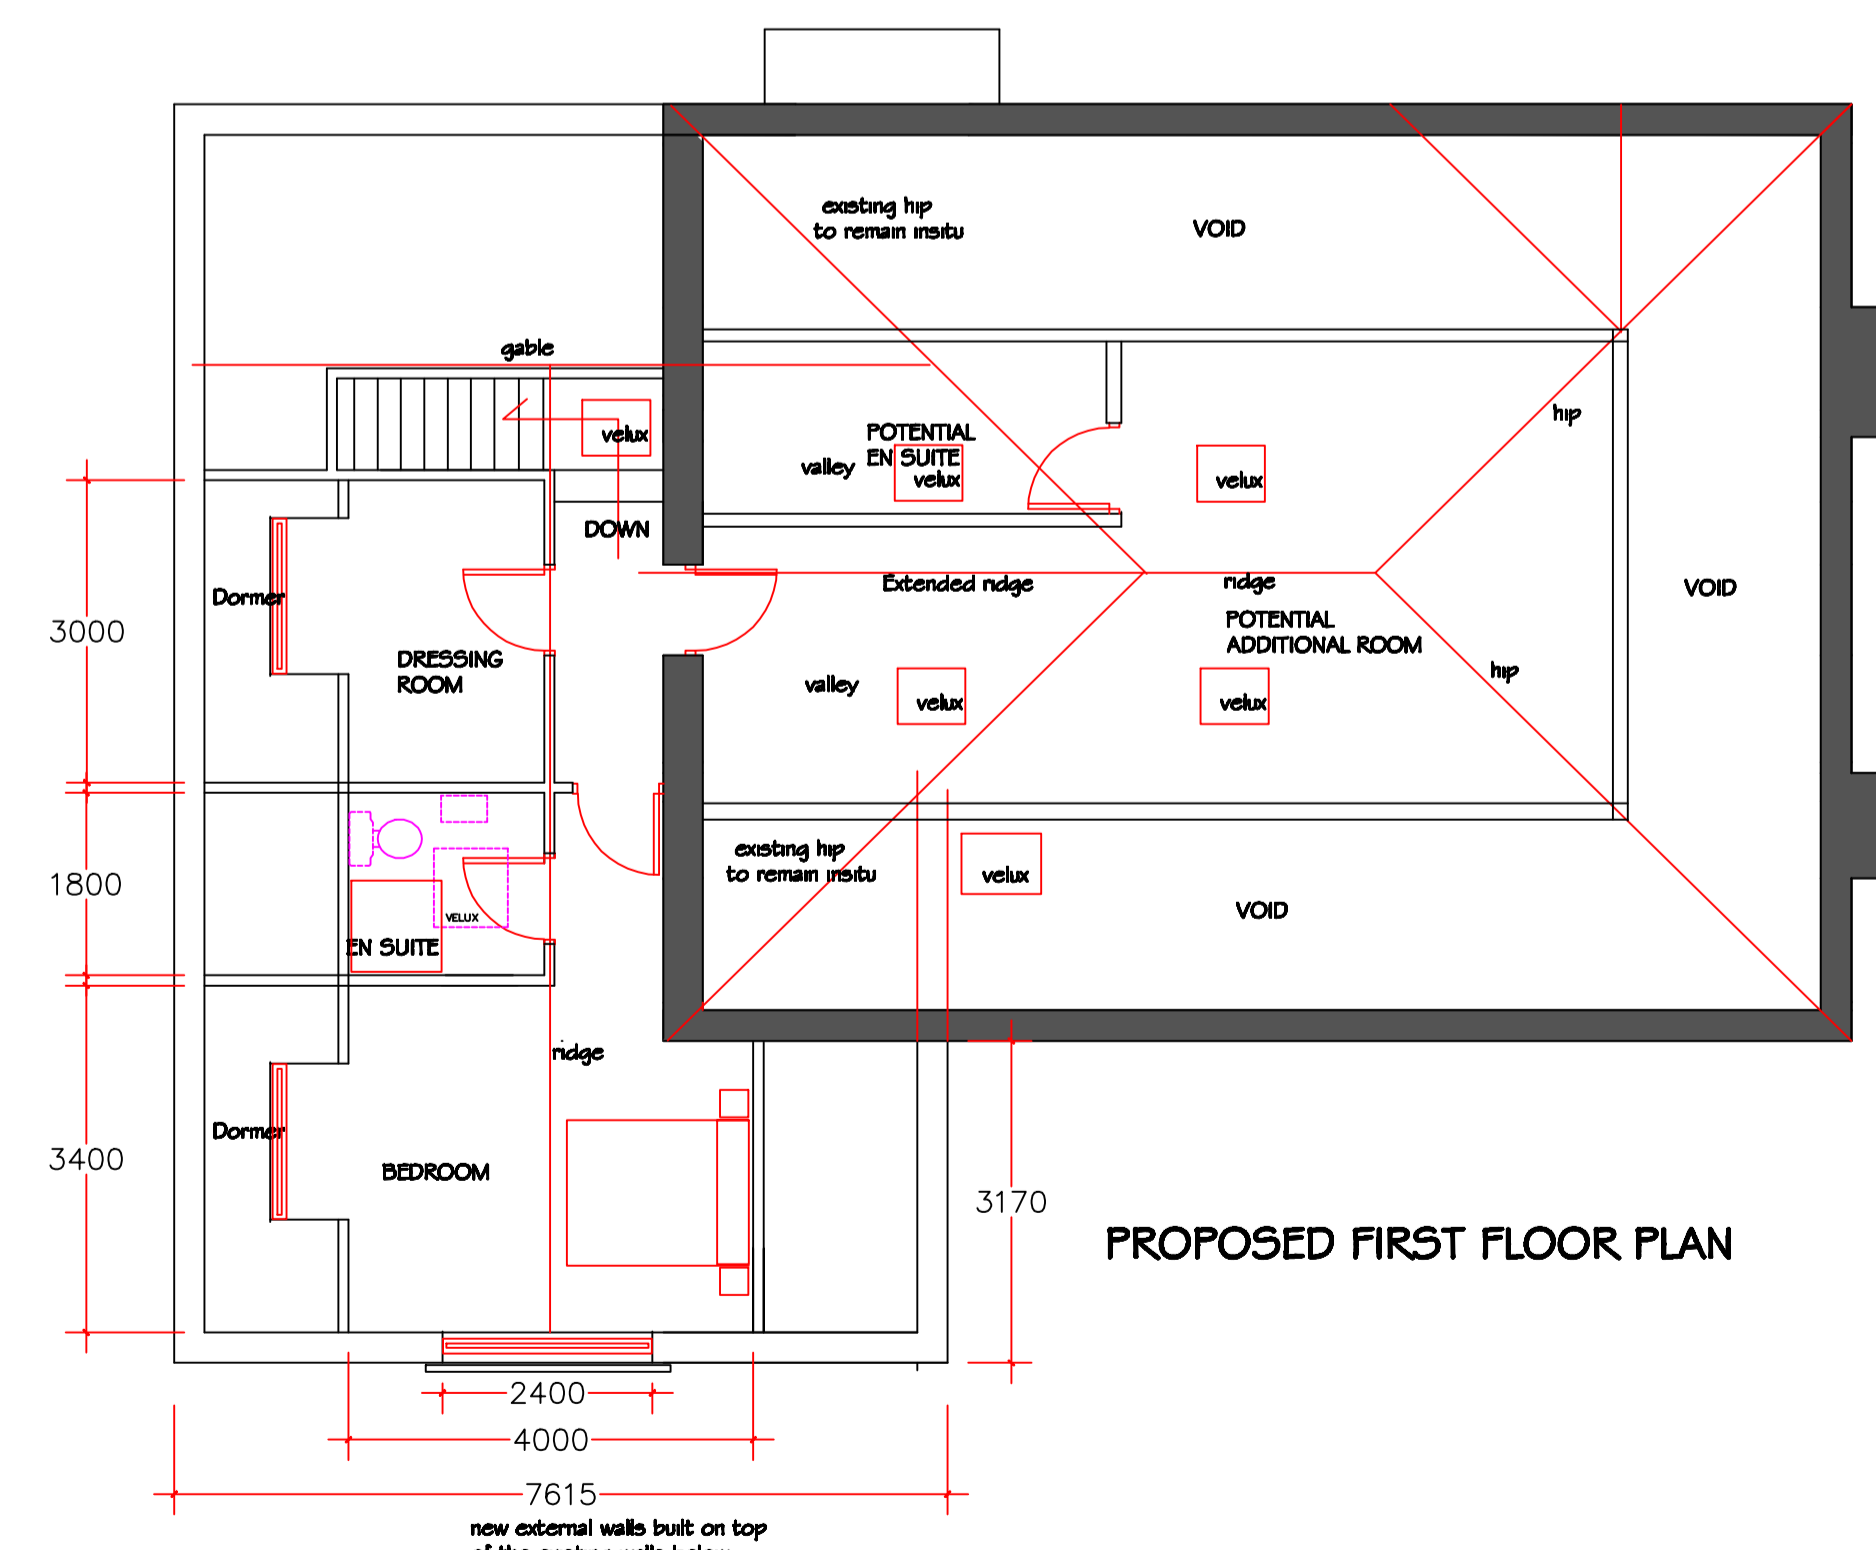 existing hip
to remain insitu
VOID
gable
hip
velux
POTENTIAL
EN SUITE
valley
velux
velux
DOWN
Dormer
Extended ridge
ridge
VOID
3000
POTENTIAL
ADDITIONAL ROOM
DRESSING
ROOM
valley
hip
velux
velux
existing hip
to remain insitu
velux
1800
VELUX
EN SUITE
VOID
ridge
Dormer
3400
BEDROOM
3170
PROPOSED FIRST FLOOR PLAN
2400
4000
7615
new external walls built on top